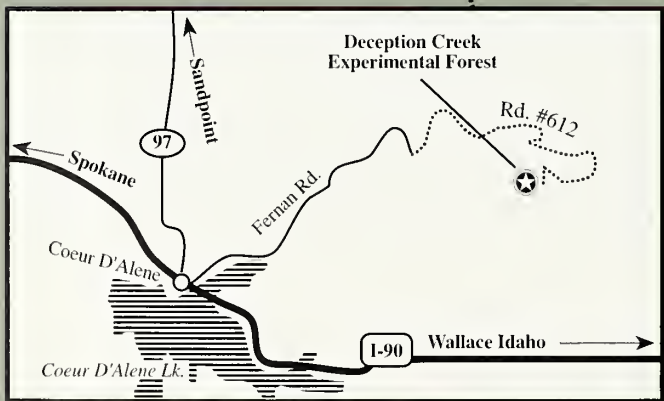 Deception Creek
Experimental Forest
Sandpoint
Rd. #612
97
Spokane
Fernan Rd.
Coeur D'Alene
I-90
Wallace Idaho
Coeur D'Alene Lk.